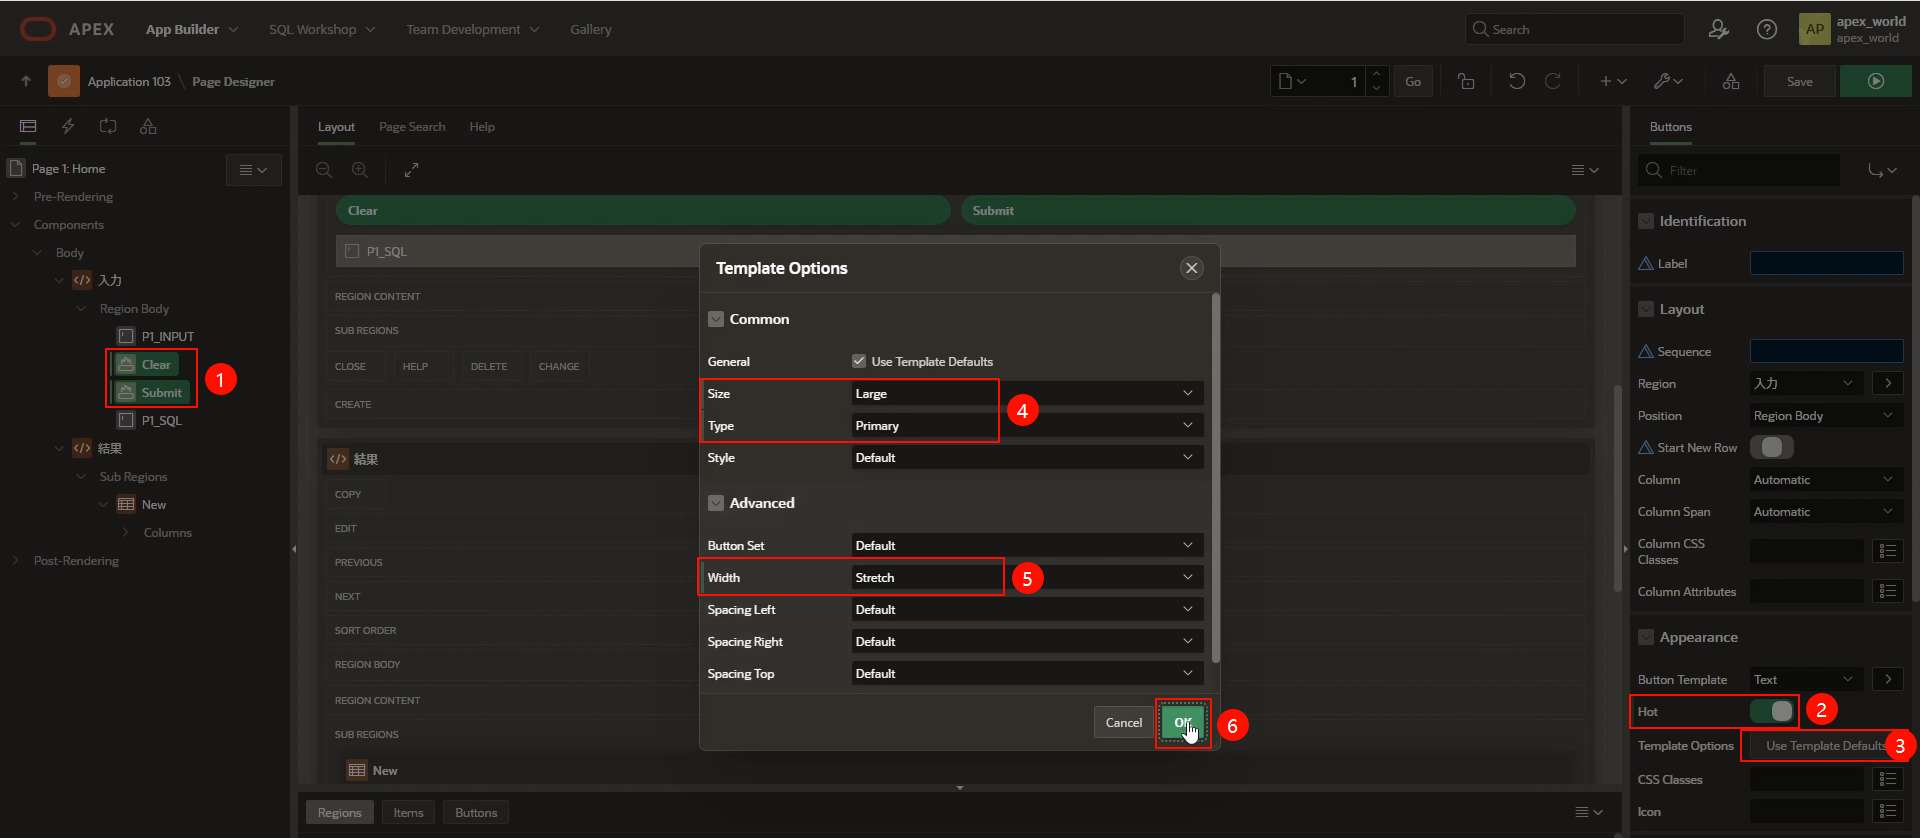 APEX App Builder SQL Workshop Team Development Gallery Search AP apex_world
apex_world
Application 103 \ Page Designer 1 Go Save
Layout Page Search Help
Buttons
Page 1: Home
Pre-Rendering
Components
Body
入力
Region Body
P1_INPUT
Clear
Submit
1
P1_SQL
結果
Sub Regions
New
Columns
Post-Rendering
Clear Submit
P1_SQL
REGION CONTENT
SUB REGIONS
CLOSE HELP DELETE CHANGE
CREATE
結果
COPY
EDIT
PREVIOUS
NEXT
SORT ORDER
REGION BODY
REGION CONTENT
SUB REGIONS
New
Regions Items Buttons
Template Options
Common
General Use Template Defaults
Size Large
4
Type Primary
Style Default
Advanced
Button Set Default
Width Stretch 5
Spacing Left Default
Spacing Right Default
Spacing Top Default
Cancel OK 6
Filter
Identification
Label
Layout
Sequence
Region 入力
Position Region Body
Start New Row
Column Automatic
Column Span Automatic
Column CSS
Classes
Column Attributes
Appearance
Button Template Text
Hot 2
Template Options Use Template Defaults 3
CSS Classes
Icon